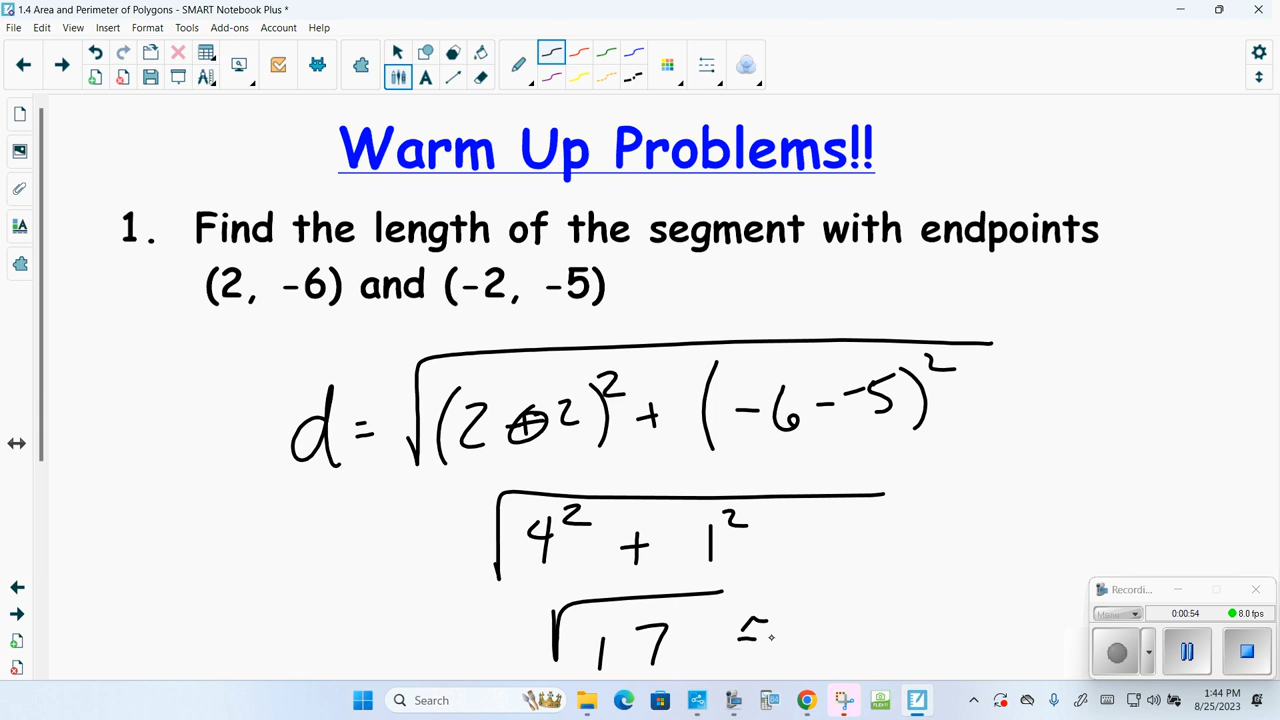 1.4 Area and Perimeter of Polygons - SMART Notebook Plus *
File Edit View Insert Format Tools Add-ons Account Help
Warm Up Problems!!
1. Find the length of the segment with endpoints
(2, -6) and (-2, -5)
d = √(2 + 2)² + (-6 - -5)²
√4² + 1²
√17 ≈
Recordi...
Menu 0:00:54 8.0 fps
Search
1:44 PM
8/25/2023